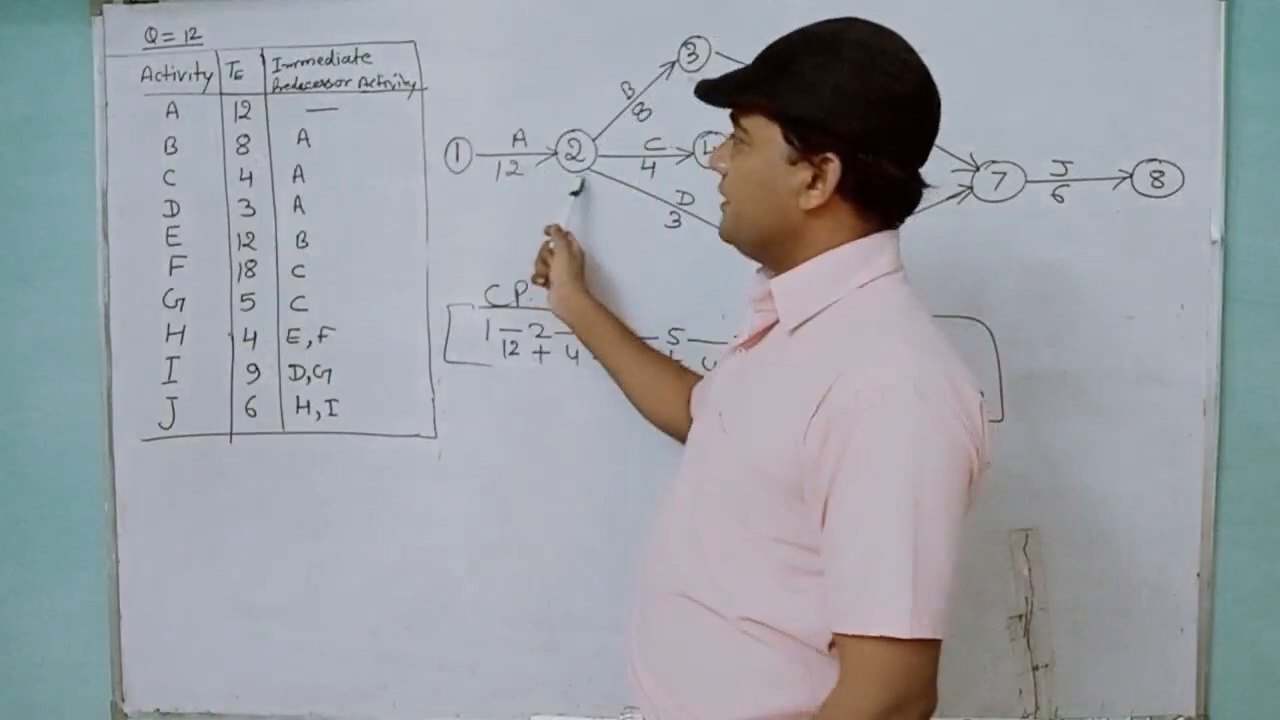 Q = 12
Activity TE Immediate Predecessor Activity
A 12 —
B 8 A
C 4 A
D 3 A
E 12 B
F 18 C
G 5 C
H 4 E,F
I 9 D,G
J 6 H,I
3
B
8
1 A 2 C 4 7 J 8
12 4 6
D
3
C P.
1 — 2 — — 5 —
12 + 4